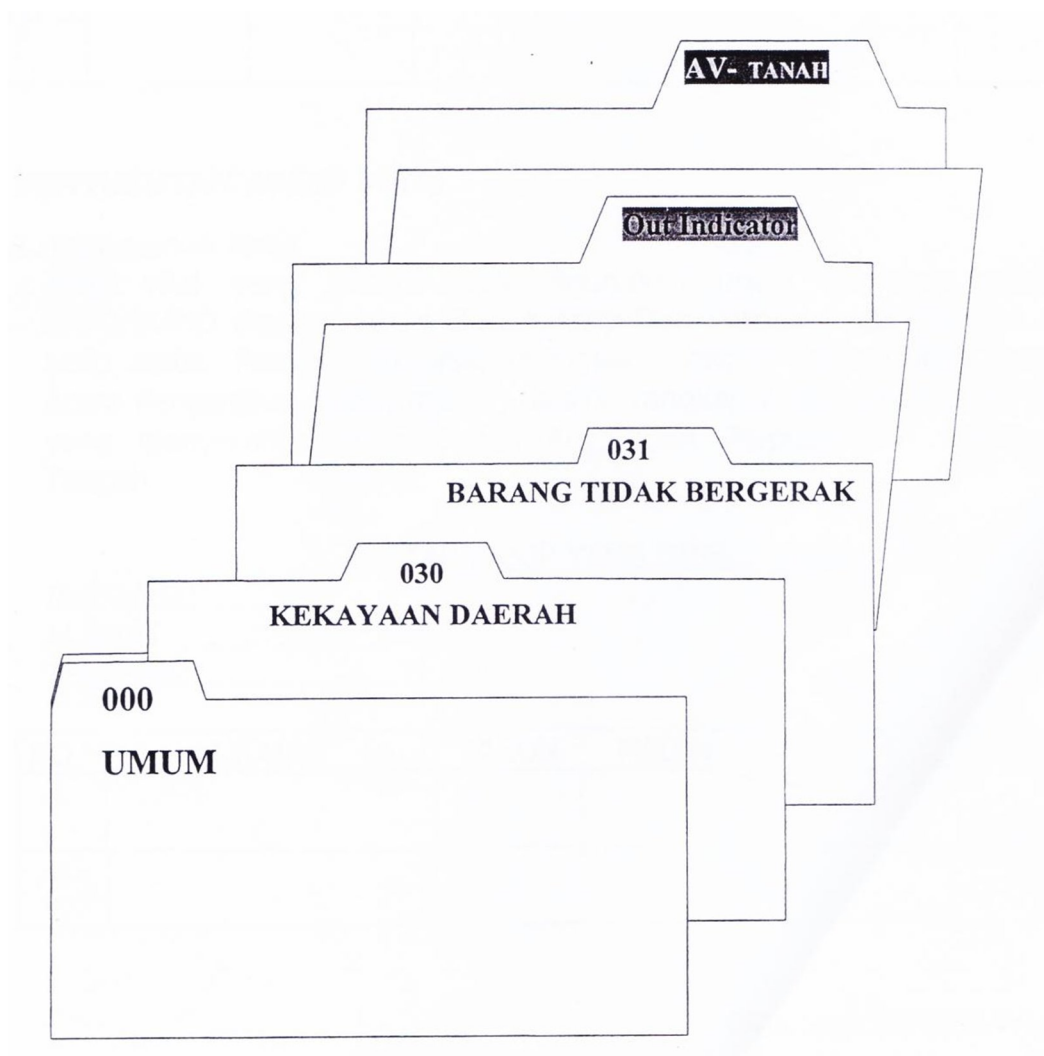 AV- TANAH
Out Indicator
031
BARANG TIDAK BERGERAK
030
KEKAYAAN DAERAH
000
UMUM